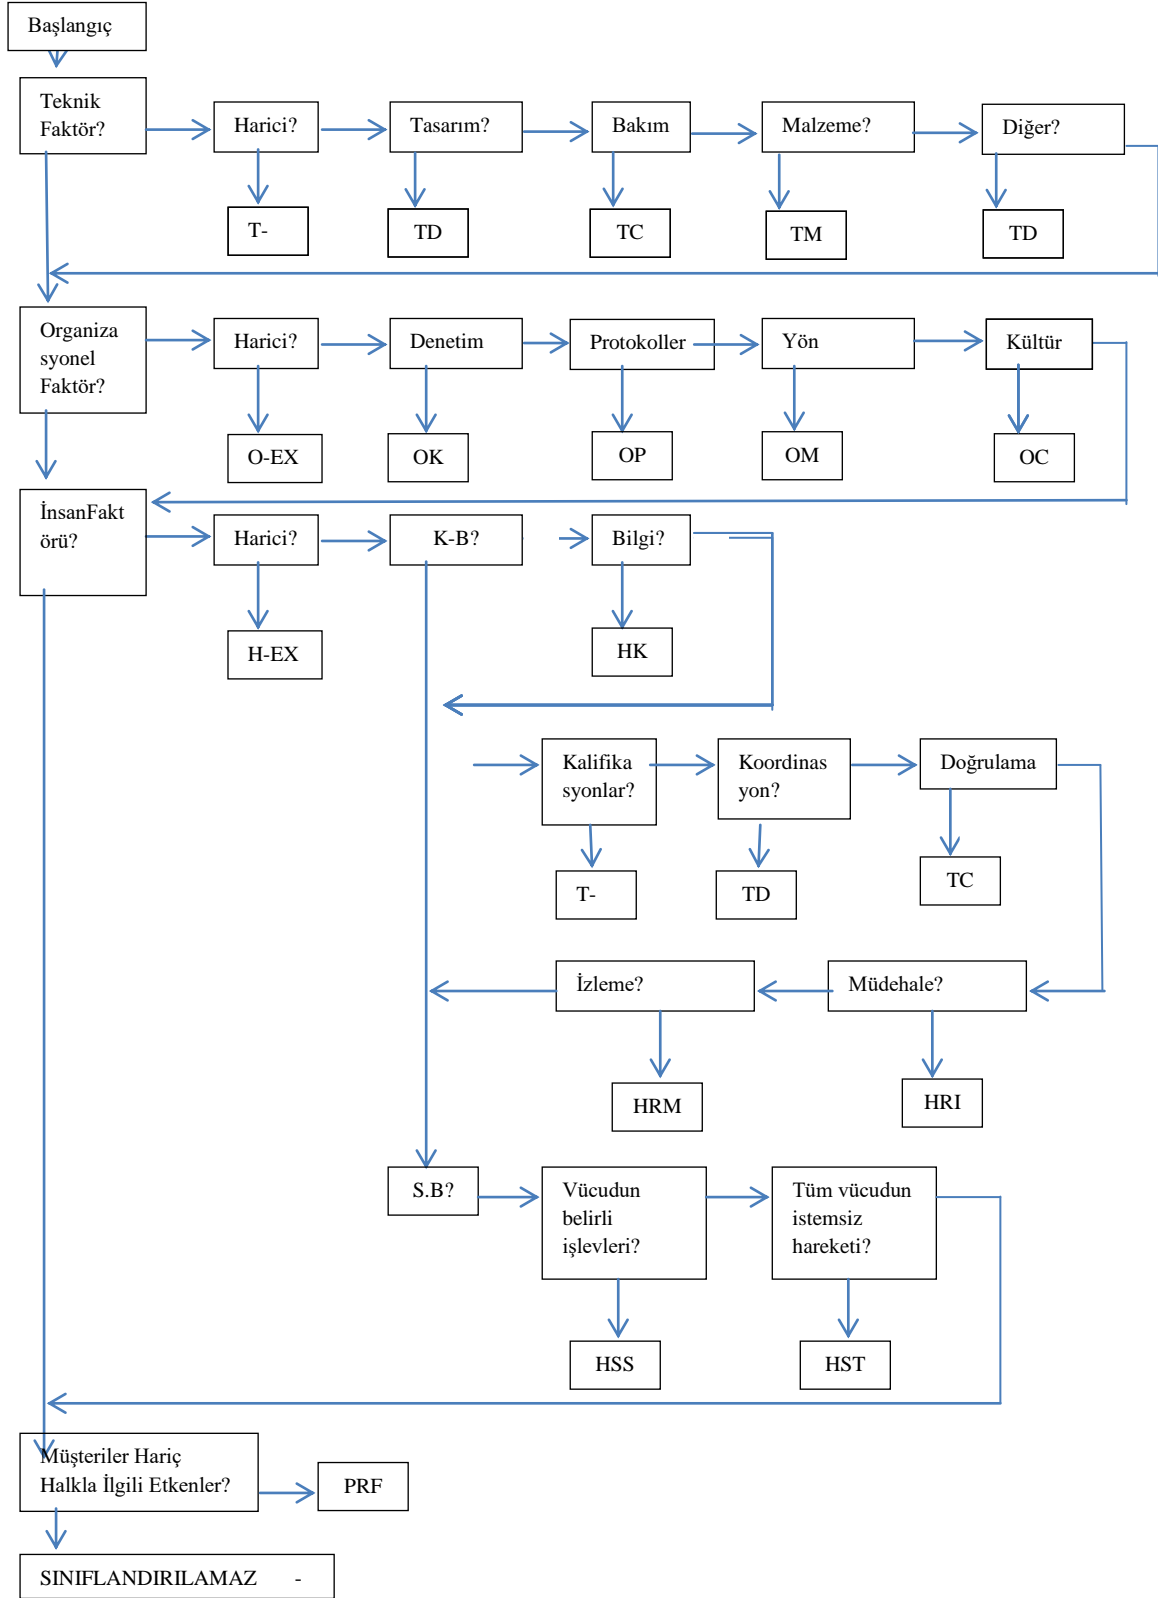 Başlangıç
Teknik
Faktör?
Harici?
Tasarım?
Bakım
Malzeme?
Diğer?
T-
TD
TC
TM
TD
Organiza
syonel
Faktör?
Harici?
Denetim
Protokoller
Yön
Kültür
O-EX
OK
OP
OM
OC
İnsanFakt
örü?
Harici?
K-B?
Bilgi?
H-EX
HK
Kalifika
syonlar?
Koordinas
yon?
Doğrulama
T-
TD
TC
İzleme?
Müdehale?
HRM
HRI
S.B?
Vücudun
belirli
işlevleri?
Tüm vücudun
istemsiz
hareketi?
HSS
HST
Müşteriler Hariç
Halkla İlgili Etkenler?
PRF
SINIFLANDIRILAMAZ -